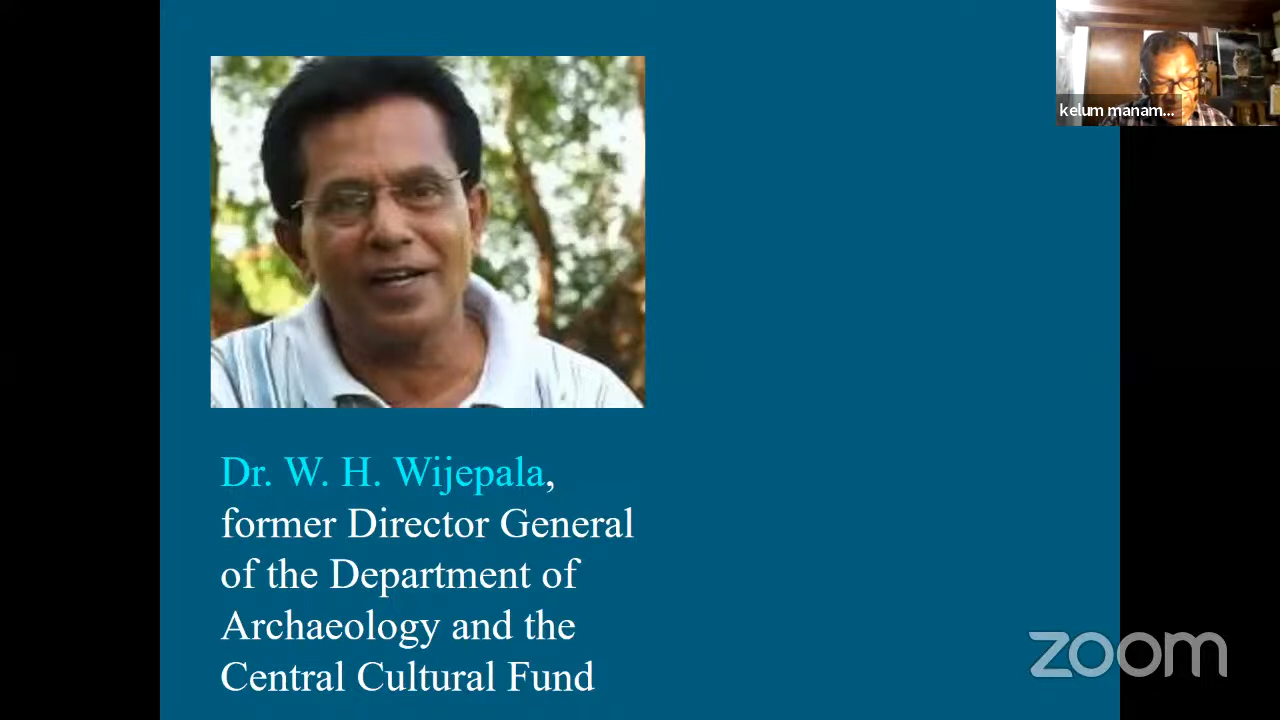 kelum manam...
Dr. W. H. Wijepala,
former Director General
of the Department of
Archaeology and the
Central Cultural Fund
zoom